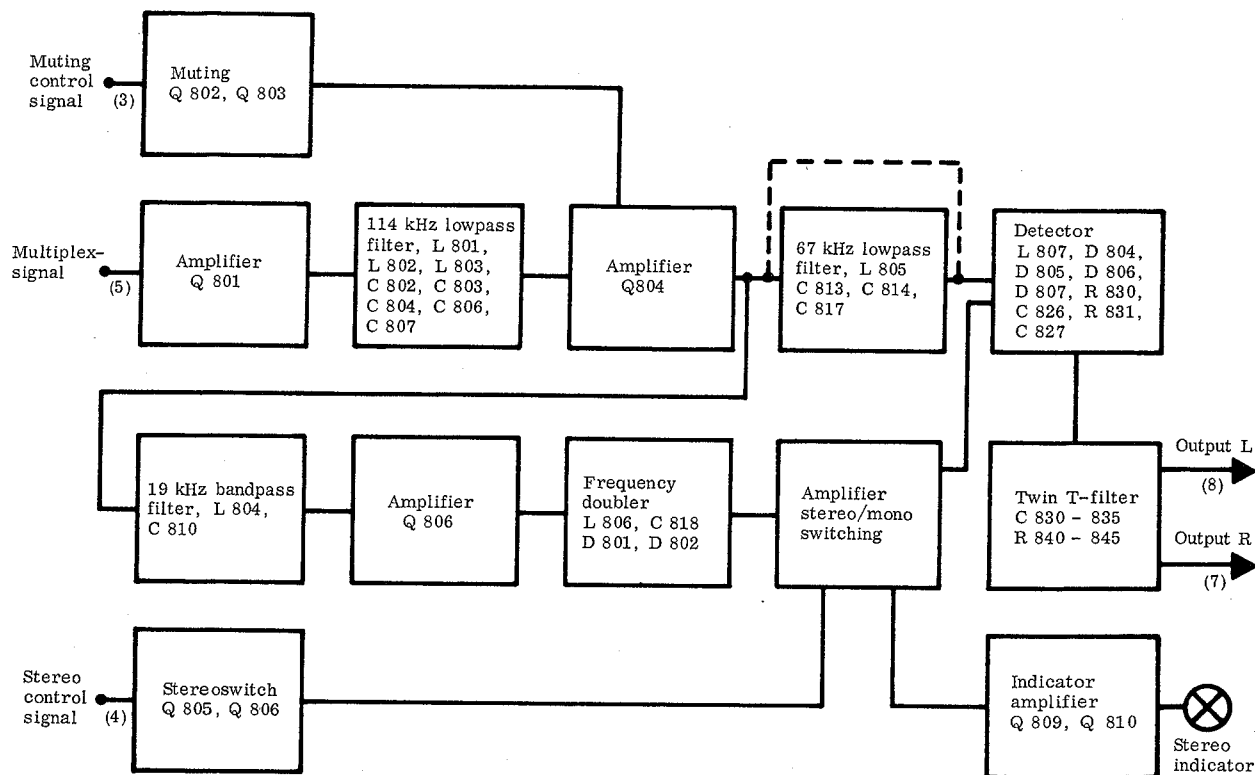 Muting
control
signal
(3)
Muting
Q 802, Q 803
Multiplex-
signal
(5)
Amplifier
Q 801
114 kHz lowpass
filter, L 801,
L 802, L 803,
C 802, C 803,
C 804, C 806,
C 807
Amplifier
Q804
67 kHz lowpass
filter, L 805
C 813, C 814,
C 817
Detector
L 807, D 804,
D 805, D 806,
D 807, R 830,
C 826, R 831,
C 827
19 kHz bandpass
filter, L 804,
C 810
Amplifier
Q 806
Frequency
doubler
L 806, C 818
D 801, D 802
Amplifier
stereo/mono
switching
Twin T-filter
C 830 - 835
R 840 - 845
Output L
(8)
Output R
(7)
Stereo
control
signal
(4)
Stereoswitch
Q 805, Q 806
Indicator
amplifier
Q 809, Q 810
Stereo
indicator